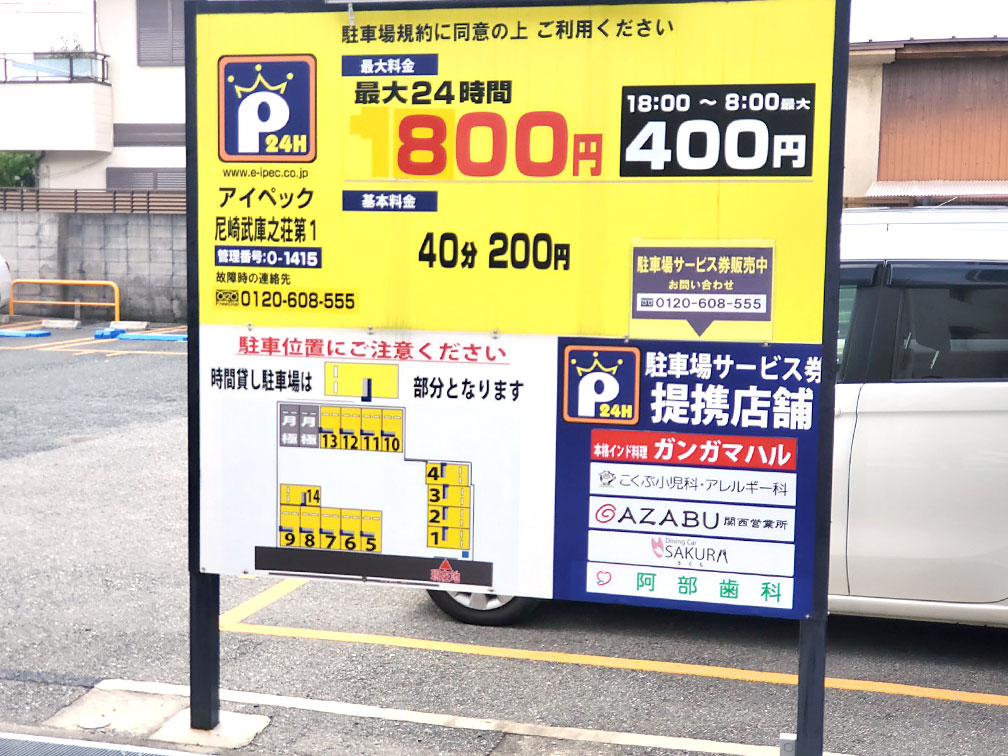 駐車場規約に同意の上 ご利用ください
P
24H
www.e-ipec.co.jp
アイペック
尼崎武庫之荘第1
管理番号:0-1415
故障時の連絡先
0120-608-555
最大料金
最大24時間
800円
18:00 ～ 8:00最大
400円
基本料金
40分 200円
駐車場サービス券販売中
お問い合わせ
0120-608-555
駐車位置にご注意ください
時間貸し駐車場は 部分となります
月極 月極 13 12 11 10
4
3
2
1
14
9 8 7 6 5
現在地
P
24H
駐車場サービス券
提携店舗
本格インド料理 ガンガマハル
こくぶ小児科・アレルギー科
AZABU 関西営業所
Dining Car
SAKURA
さくら
阿部歯科